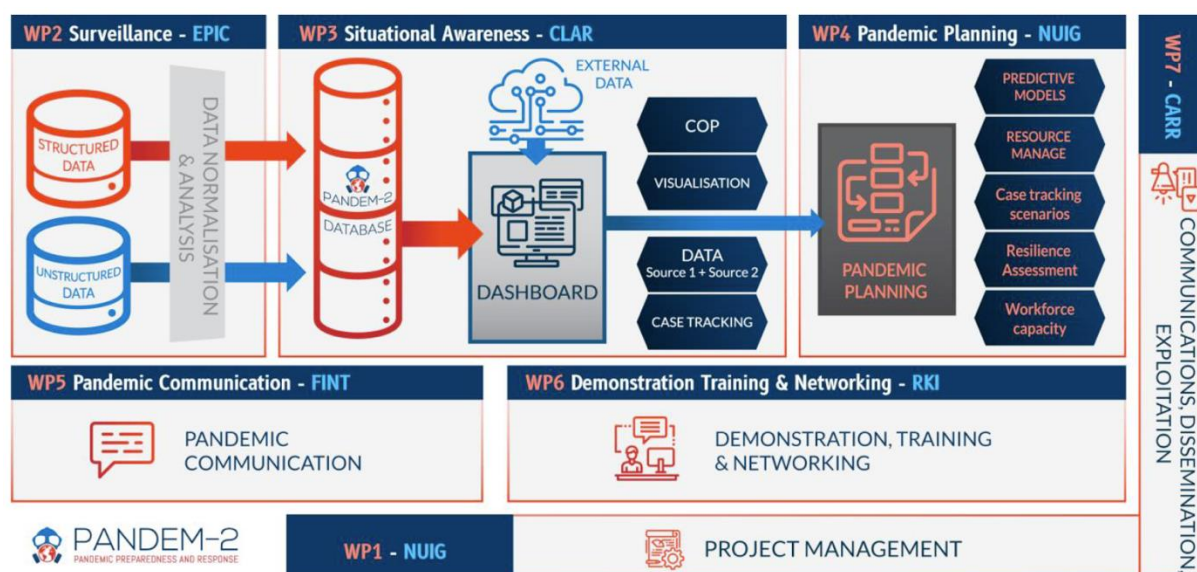 WP2 Surveillance - EPIC
STRUCTURED
DATA
UNSTRUCTURED
DATA
DATA NORMALISATION
& ANALYSIS
WP3 Situational Awareness - CLAR
PANDEM-2
DATABASE
EXTERNAL
DATA
DASHBOARD
COP
VISUALISATION
DATA
Source 1 + Source 2
CASE TRACKING
WP4 Pandemic Planning - NUIG
PANDEMIC
PLANNING
PREDICTIVE
MODELS
RESOURCE
MANAGE
Case tracking
scenarios
Resilience
Assessment
Workforce
capacity
WP7 - CARR
COMMUNICATIONS, DISSEMINATION,
EXPLOITATION
WP5 Pandemic Communication - FINT
PANDEMIC
COMMUNICATION
WP6 Demonstration Training & Networking - RKI
DEMONSTRATION, TRAINING
& NETWORKING
PANDEM-2
PANDEMIC PREPAREDNESS AND RESPONSE
WP1 - NUIG
PROJECT MANAGEMENT